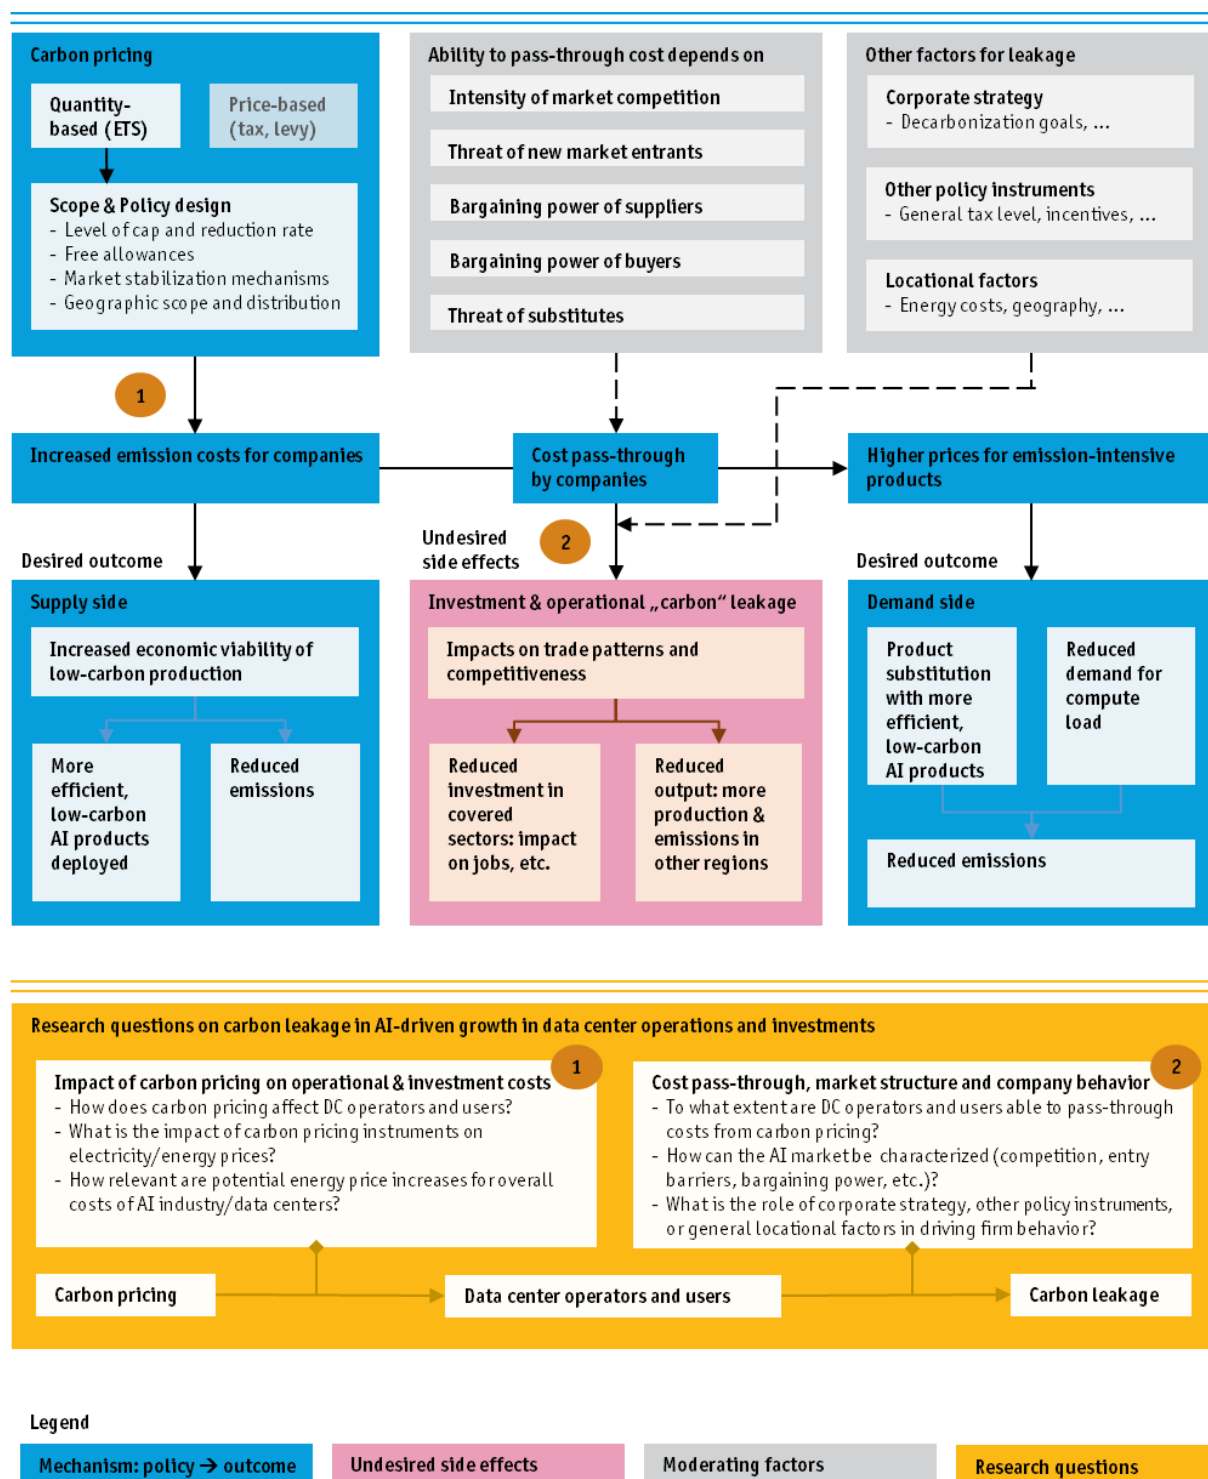 Carbon pricing
Quantity-
based (ETS)
Price-based
(tax, levy)
Scope & Policy design
- Level of cap and reduction rate
- Free allowances
- Market stabilization mechanisms
- Geographic scope and distribution
Ability to pass-through cost depends on
Intensity of market competition
Threat of new market entrants
Bargaining power of suppliers
Bargaining power of buyers
Threat of substitutes
Other factors for leakage
Corporate strategy
- Decarbonization goals, ...
Other policy instruments
- General tax level, incentives, ...
Locational factors
- Energy costs, geography, ...
1
Increased emission costs for companies
Cost pass-through
by companies
Higher prices for emission-intensive
products
Desired outcome
Undesired
side effects
2
Desired outcome
Supply side
Increased economic viability of
low-carbon production
More
efficient,
low-carbon
AI products
deployed
Reduced
emissions
Investment & operational „carbon“ leakage
Impacts on trade patterns and
competitiveness
Reduced
investment in
covered
sectors: impact
on jobs, etc.
Reduced
output: more
production &
emissions in
other regions
Demand side
Product
substitution
with more
efficient,
low-carbon
AI products
Reduced
demand for
compute
load
Reduced emissions
Research questions on carbon leakage in AI-driven growth in data center operations and investments
1
Impact of carbon pricing on operational & investment costs
- How does carbon pricing affect DC operators and users?
- What is the impact of carbon pricing instruments on
electricity/energy prices?
- How relevant are potential energy price increases for overall
costs of AI industry/data centers?
2
Cost pass-through, market structure and company behavior
- To what extent are DC operators and users able to pass-through
costs from carbon pricing?
- How can the AI market be characterized (competition, entry
barriers, bargaining power, etc.)?
- What is the role of corporate strategy, other policy instruments,
or general locational factors in driving firm behavior?
Carbon pricing
Data center operators and users
Carbon leakage
Legend
Mechanism: policy → outcome
Undesired side effects
Moderating factors
Research questions